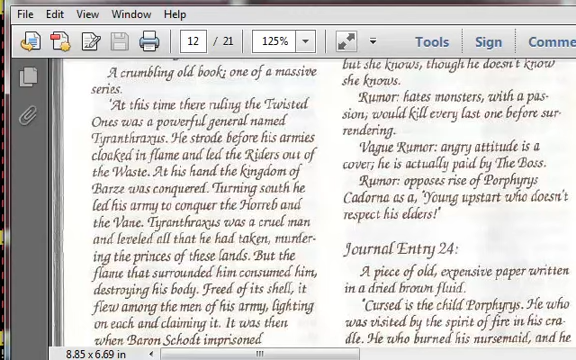 File Edit View Window Help
12 / 21 125% Tools Sign Comme
A crumbling old book; one of a massive
series.
'At this time there ruling the Twisted
Ones was a powerful general named
Tyranthraxus. He strode before his armies
cloaked in flame and led the Riders out of
the Waste. At his hand the kingdom of
Barze was conquered. Turning south he
led his army to conquer the Horreb and
the Vane. Tyranthraxus was a cruel man
and leveled all that he had taken, murder-
ing the princes of these lands. But the
flame that surrounded him consumed him,
destroying his body. Freed of its shell, it
flew among the men of his army, lighting
on each and claiming it. It was then
when Baron Schodt imprisoned
but she knows, though he doesn't know
she knows.
Rumor: hates monsters, with a pas-
sion, would kill every last one before sur-
rendering.
Vague Rumor: angry attitude is a
cover; he is actually paid by The Boss.
Rumor: opposes rise of Porphyrys
Cadorna as a, 'Young upstart who doesn't
respect his elders!'
Journal Entry 24:
A piece of old, expensive paper written
in a dried brown fluid.
'Cursed is the child Porphyrys. He who
was visited by the spirit of fire in his cra-
dle. He who burned his nursemaid, and he
8.85 x 6.69 in